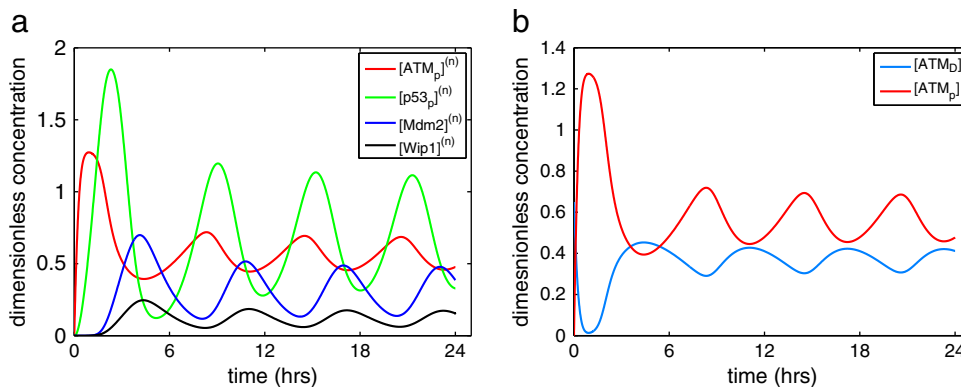 a
dimensionless concentration
2
1.5
1
0.5
0
0 6 12 18 24
time (hrs)
[ATMp](n)
[p53p](n)
[Mdm2](n)
[Wip1](n)
b
dimesnionless concentration
1.4
1.2
1
0.8
0.6
0.4
0.2
0
0 6 12 18 24
time (hrs)
[ATMD]
[ATMp]